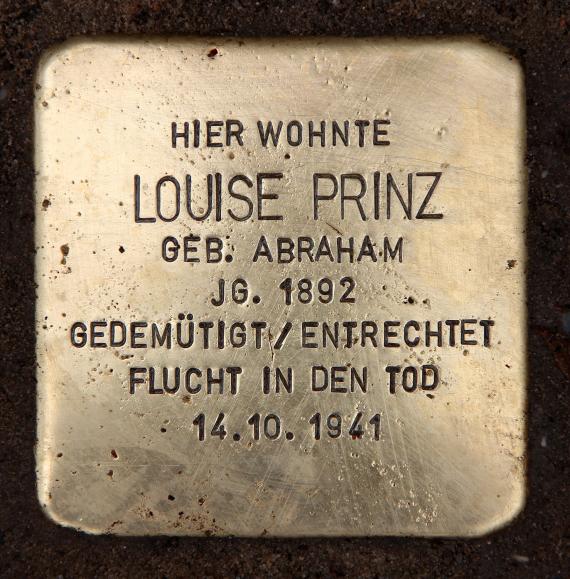 HIER WOHNTE
LOUISE PRINZ
GEB. ABRAHAM
JG. 1892
GEDEMÜTIGT/ENTRECHTET
FLUCHT IN DEN TOD
14.10.1941